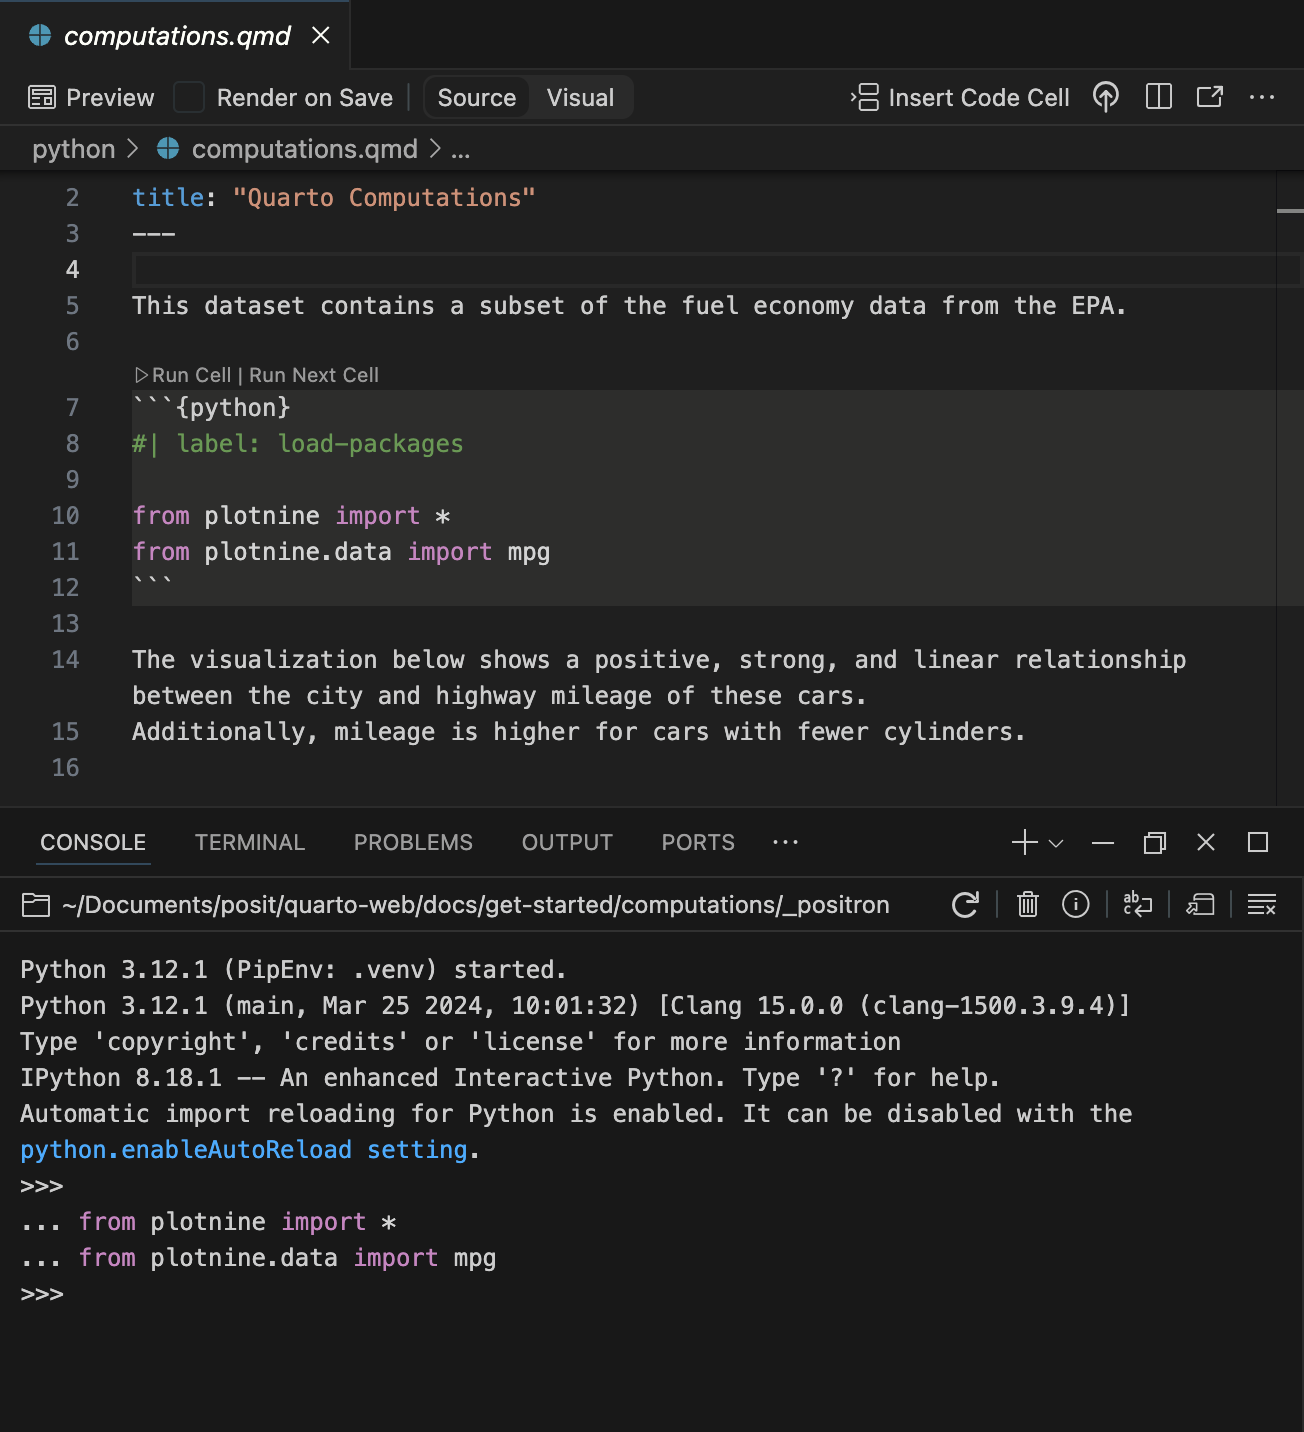 computations.qmd
Preview Render on Save Source Visual Insert Code Cell
python > computations.qmd > ...
2 title: "Quarto Computations"
3 ---
4
5 This dataset contains a subset of the fuel economy data from the EPA.
6
Run Cell | Run Next Cell
7 ```{python}
8 #| label: load-packages
9
10 from plotnine import *
11 from plotnine.data import mpg
12 ```
13
14 The visualization below shows a positive, strong, and linear relationship
between the city and highway mileage of these cars.
15 Additionally, mileage is higher for cars with fewer cylinders.
16
CONSOLE TERMINAL PROBLEMS OUTPUT PORTS ...
~/Documents/posit/quarto-web/docs/get-started/computations/_positron
Python 3.12.1 (PipEnv: .venv) started.
Python 3.12.1 (main, Mar 25 2024, 10:01:32) [Clang 15.0.0 (clang-1500.3.9.4)]
Type 'copyright', 'credits' or 'license' for more information
IPython 8.18.1 -- An enhanced Interactive Python. Type '?' for help.
Automatic import reloading for Python is enabled. It can be disabled with the
python.enableAutoReload setting.
>>>
... from plotnine import *
... from plotnine.data import mpg
>>>